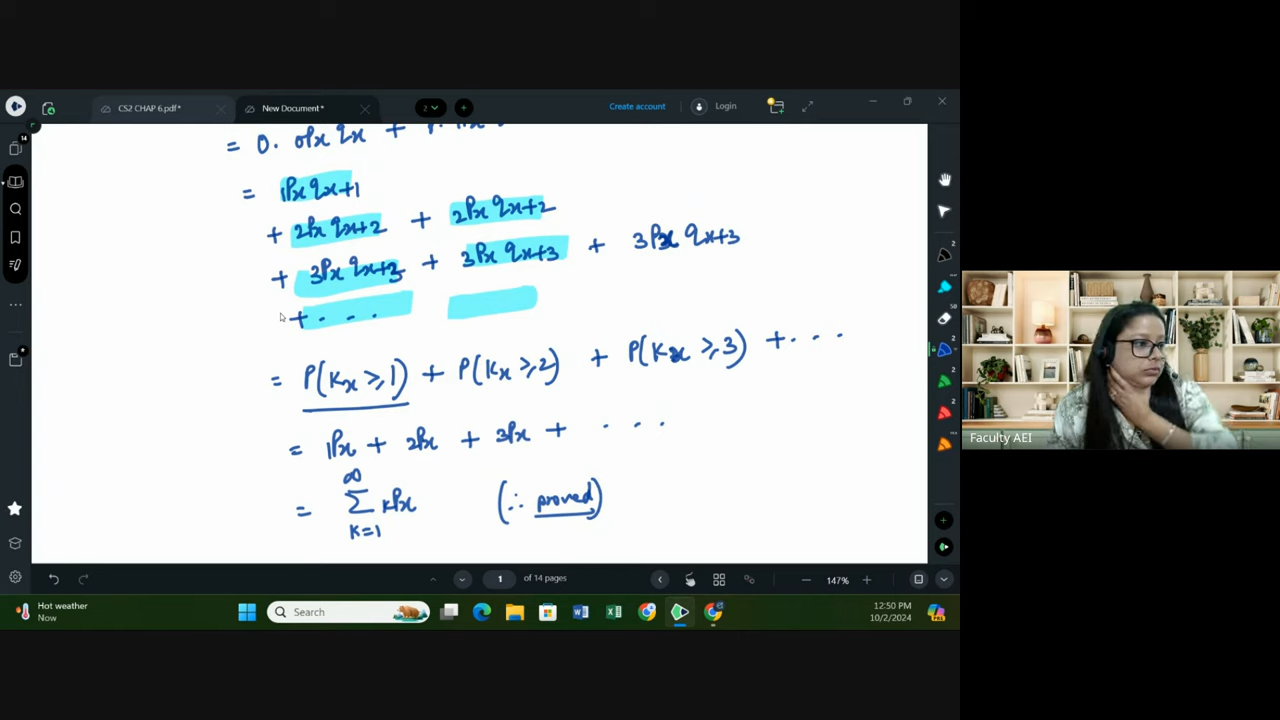 CS2 CHAP 6.pdf*
New Document*
2
Create account
Login
= 0. 0Px qx +
= 1Px qx+1
+ 2Px qx+2 + 2Px qx+2
+ 3Px qx+3 + 3Px qx+3 + 3Px qx+3
+ . . .
= P(Kx ≥ 1) + P(Kx ≥ 2) + P(Kx ≥ 3) + . . .
= 1Px + 2Px + 3Px + . . .
∞
= Σ kPx (∴ proved)
K=1
Faculty AEI
1 of 14 pages
147%
Hot weather
Now
Search
12:50 PM
10/2/2024